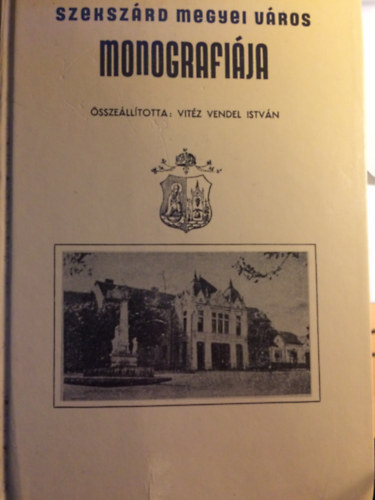 SZEKSZÁRD MEGYEI VÁROS
MONOGRAFIÁJA
ÖSSZEÁLLÍTOTTA: VITÉZ VENDEL ISTVÁN